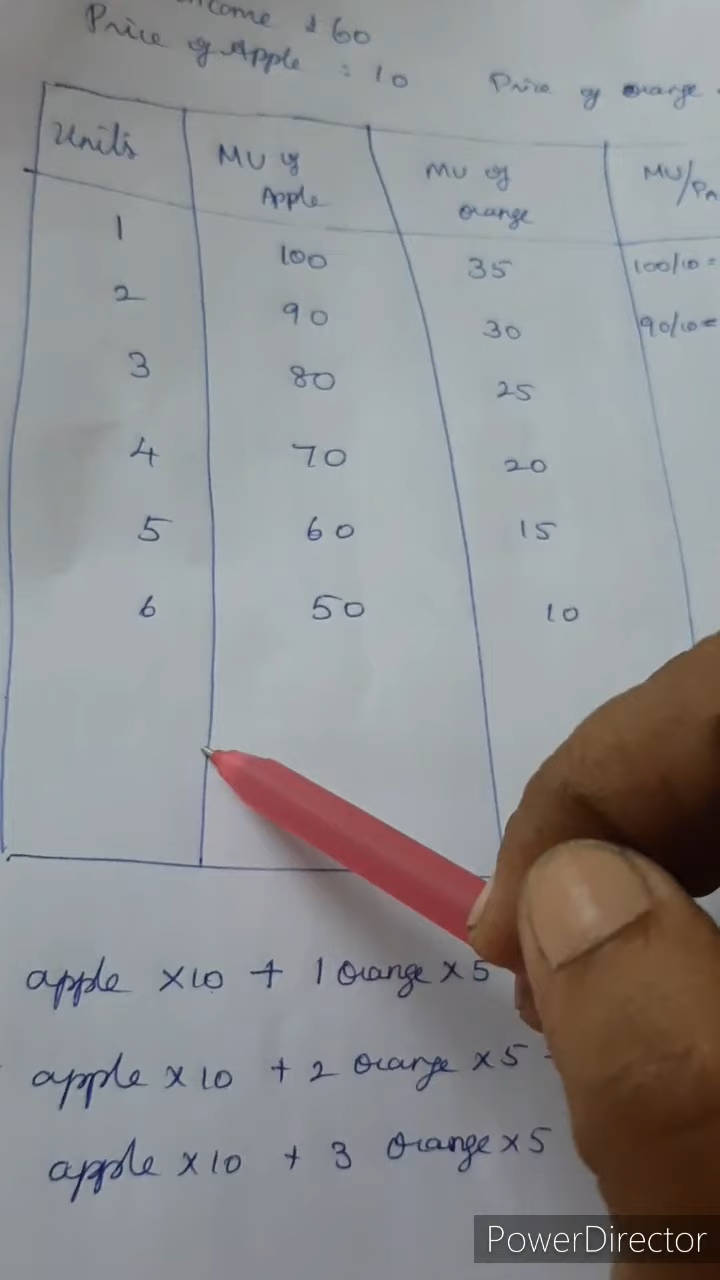 income $ 60
Price of Apple : 10 Price of orange
Units MU of Apple MU of orange MU/PA
1 100 35 100/10 =
2 90 30 90/10 =
3 80 25
4 70 20
5 60 15
6 50 10
apple x10 + 1 orange x 5
apple x 10 + 2 orange x 5
apple x 10 + 3 orange x 5
PowerDirector